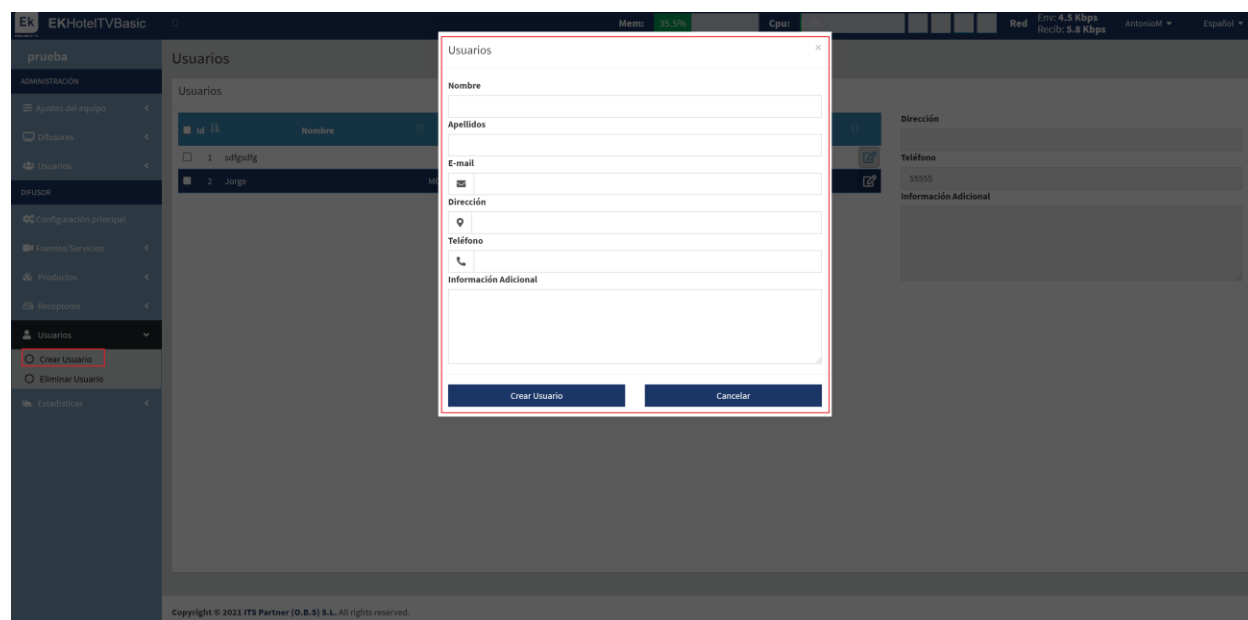 Ek EKHotelTVBasic
Mem: 35.5% Cpu: Red Env: 4.5 Kbps Recib: 5.8 Kbps AntonioM Español
prueba
ADMINISTRACIÓN
Ajustes del equipo
Difusores
Usuarios
DIFUSOR
Configuración principal
Fuentes/Servicios
Productos
Receptores
Usuarios
Crear Usuario
Eliminar Usuario
Estadísticas
Usuarios
Usuarios
Id Nombre
1 sdfgsdfg
2 Jorge
Usuarios ×
Nombre
Apellidos
E-mail
Dirección
Teléfono
Información Adicional
Crear Usuario Cancelar
Dirección
Teléfono
55555
Información Adicional
Copyright © 2021 ITS Partner (O.B.S) S.L. All rights reserved.